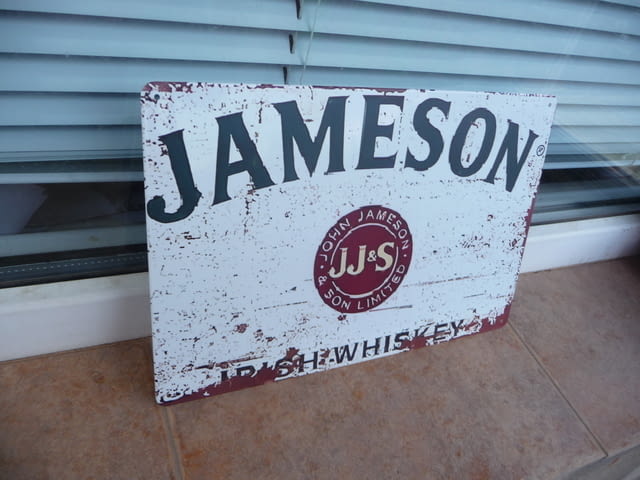 JAMESON®
JOHN JAMESON
JJ&S
& SON LIMITED
IRISH WHISKEY